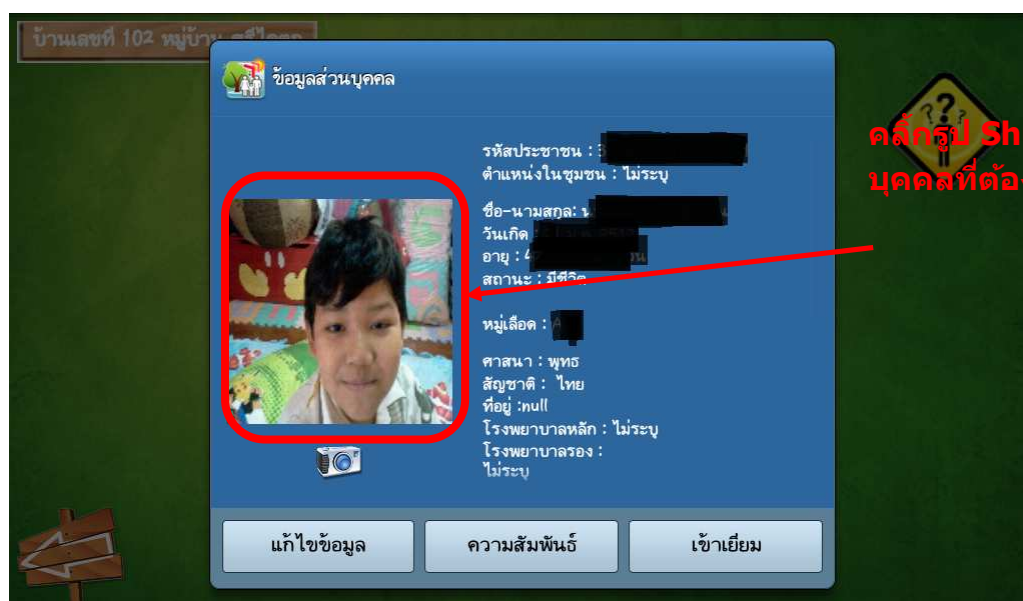 บ้านเลขที่ 102 หมู่บ้าน
ข้อมูลส่วนบุคคล
รหัสประชาชน : 3
ตำแหน่งในชุมชน : ไม่ระบุ
ชื่อ-นามสกุล:
วันเกิด
อายุ : 4
สถานะ : มีชีวิต
หมู่เลือด : A
ศาสนา : พุทธ
สัญชาติ : ไทย
ที่อยู่ :null
โรงพยาบาลหลัก : ไม่ระบุ
โรงพยาบาลรอง :
ไม่ระบุ
แก้ไขข้อมูล ความสัมพันธ์ เข้าเยี่ยม
???
คลิ๊กรูป Sh
บุคคลที่ต้อง